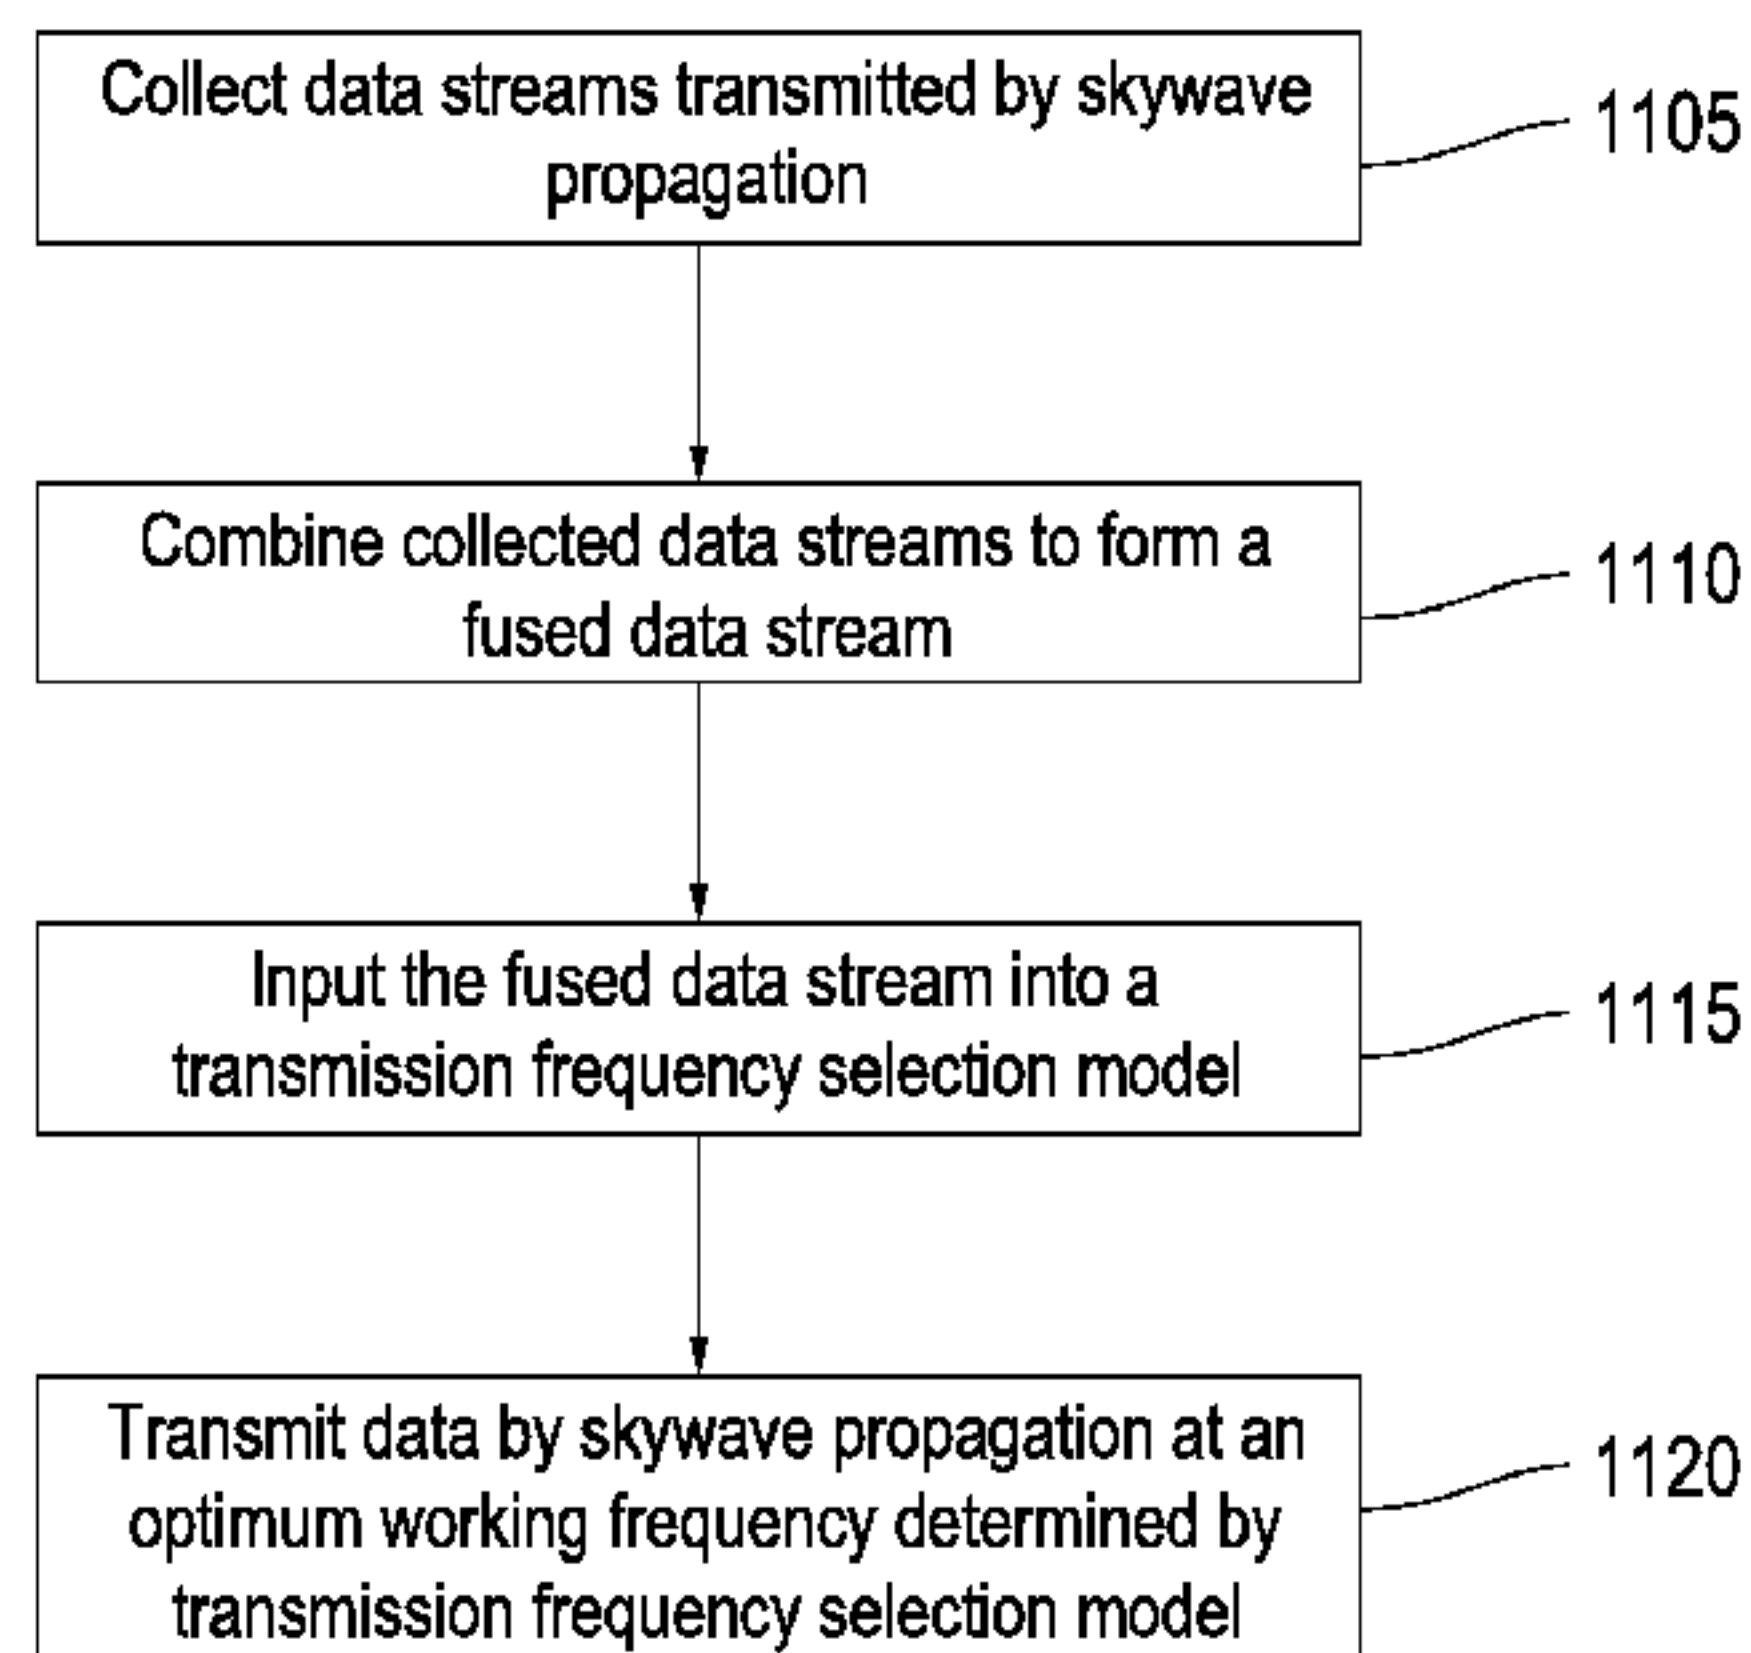 Collect data streams transmitted by skywave
propagation
1105
Combine collected data streams to form a
fused data stream
1110
Input the fused data stream into a
transmission frequency selection model
1115
Transmit data by skywave propagation at an
optimum working frequency determined by
transmission frequency selection model
1120